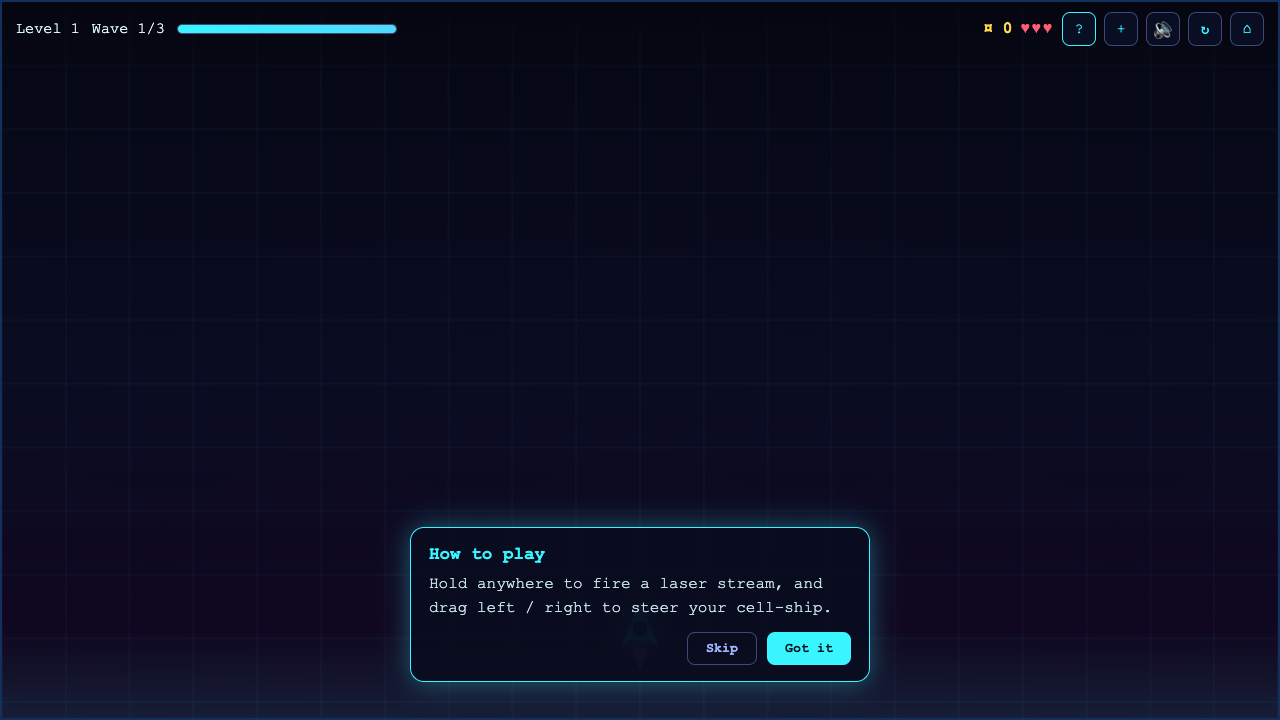 Level 1 Wave 1/3
¤ 0 ♥♥♥ ? + 🔊 ↻ ⌂
How to play
Hold anywhere to fire a laser stream, and
drag left / right to steer your cell-ship.
Skip Got it